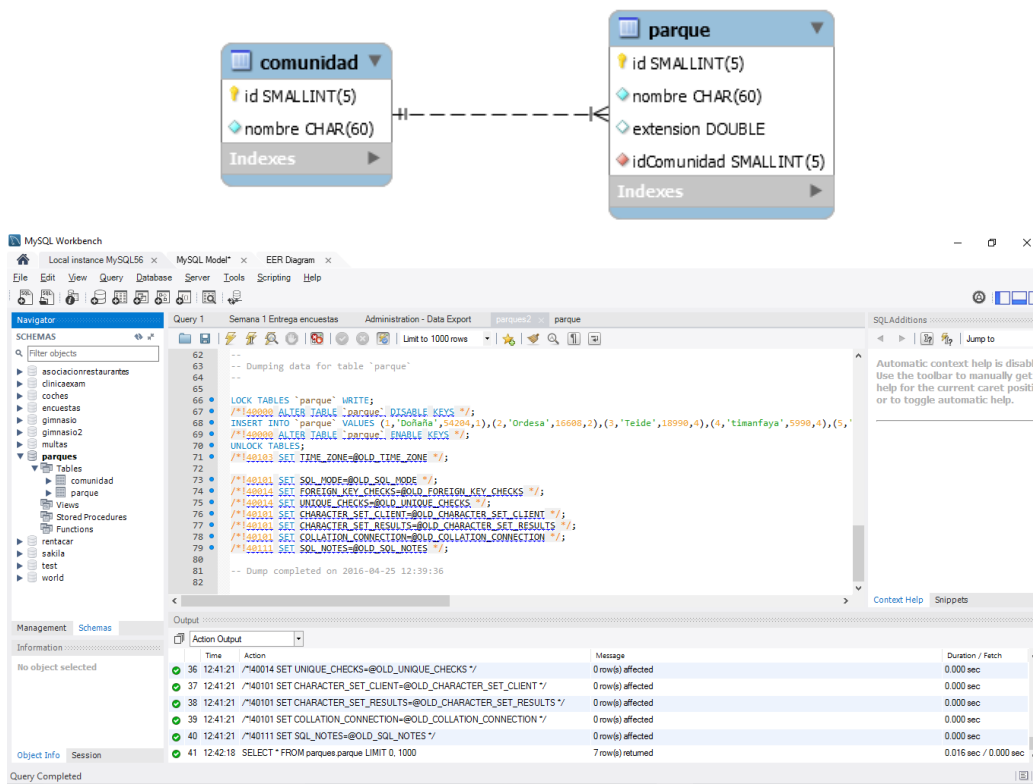 comunidad
id SMALLINT(5)
nombre CHAR(60)
Indexes
parque
id SMALLINT(5)
nombre CHAR(60)
extension DOUBLE
idComunidad SMALLINT(5)
Indexes
MySQL Workbench
Local instance MySQL56 × MySQL Model* × EER Diagram ×
File Edit View Query Database Server Tools Scripting Help
Navigator
SCHEMAS
Filter objects
asociacionrestaurantes
clinicaexam
coches
encuestas
gimnasio
gimnasio2
multas
parques
Tables
comunidad
parque
Views
Stored Procedures
Functions
rentacar
sakila
test
world
Management Schemas
Information
No object selected
Object Info Session
Query 1 Semana 1 Entrega encuestas Administration - Data Export parques2 × parque
Limit to 1000 rows
62 --
63 -- Dumping data for table `parque`
64 --
65
66 LOCK TABLES `parque` WRITE;
67 /*!40000 ALTER TABLE `parque` DISABLE KEYS */;
68 INSERT INTO `parque` VALUES (1,'Doñaña',54204,1),(2,'Ordesa',16608,2),(3,'Teide',18990,4),(4,'timanfaya',5990,4),(5,'
69 /*!40000 ALTER TABLE `parque` ENABLE KEYS */;
70 UNLOCK TABLES;
71 /*!40103 SET TIME_ZONE=@OLD_TIME_ZONE */;
72
73 /*!40101 SET SQL_MODE=@OLD_SQL_MODE */;
74 /*!40014 SET FOREIGN_KEY_CHECKS=@OLD_FOREIGN_KEY_CHECKS */;
75 /*!40014 SET UNIQUE_CHECKS=@OLD_UNIQUE_CHECKS */;
76 /*!40101 SET CHARACTER_SET_CLIENT=@OLD_CHARACTER_SET_CLIENT */;
77 /*!40101 SET CHARACTER_SET_RESULTS=@OLD_CHARACTER_SET_RESULTS */;
78 /*!40101 SET COLLATION_CONNECTION=@OLD_COLLATION_CONNECTION */;
79 /*!40111 SET SQL_NOTES=@OLD_SQL_NOTES */;
80
81 -- Dump completed on 2016-04-25 12:39:36
82
SQLAdditions
Jump to
Automatic context help is disabl
Use the toolbar to manually get
help for the current caret positi
or to toggle automatic help.
Context Help Snippets
Output
Action Output
Time Action Message Duration / Fetch
36 12:41:21 /*!40014 SET UNIQUE_CHECKS=@OLD_UNIQUE_CHECKS */ 0 row(s) affected 0.000 sec
37 12:41:21 /*!40101 SET CHARACTER_SET_CLIENT=@OLD_CHARACTER_SET_CLIENT */ 0 row(s) affected 0.000 sec
38 12:41:21 /*!40101 SET CHARACTER_SET_RESULTS=@OLD_CHARACTER_SET_RESULTS */ 0 row(s) affected 0.000 sec
39 12:41:21 /*!40101 SET COLLATION_CONNECTION=@OLD_COLLATION_CONNECTION */ 0 row(s) affected 0.000 sec
40 12:41:21 /*!40111 SET SQL_NOTES=@OLD_SQL_NOTES */ 0 row(s) affected 0.000 sec
41 12:42:18 SELECT * FROM parques.parque LIMIT 0, 1000 7 row(s) returned 0.016 sec / 0.000 sec
Query Completed